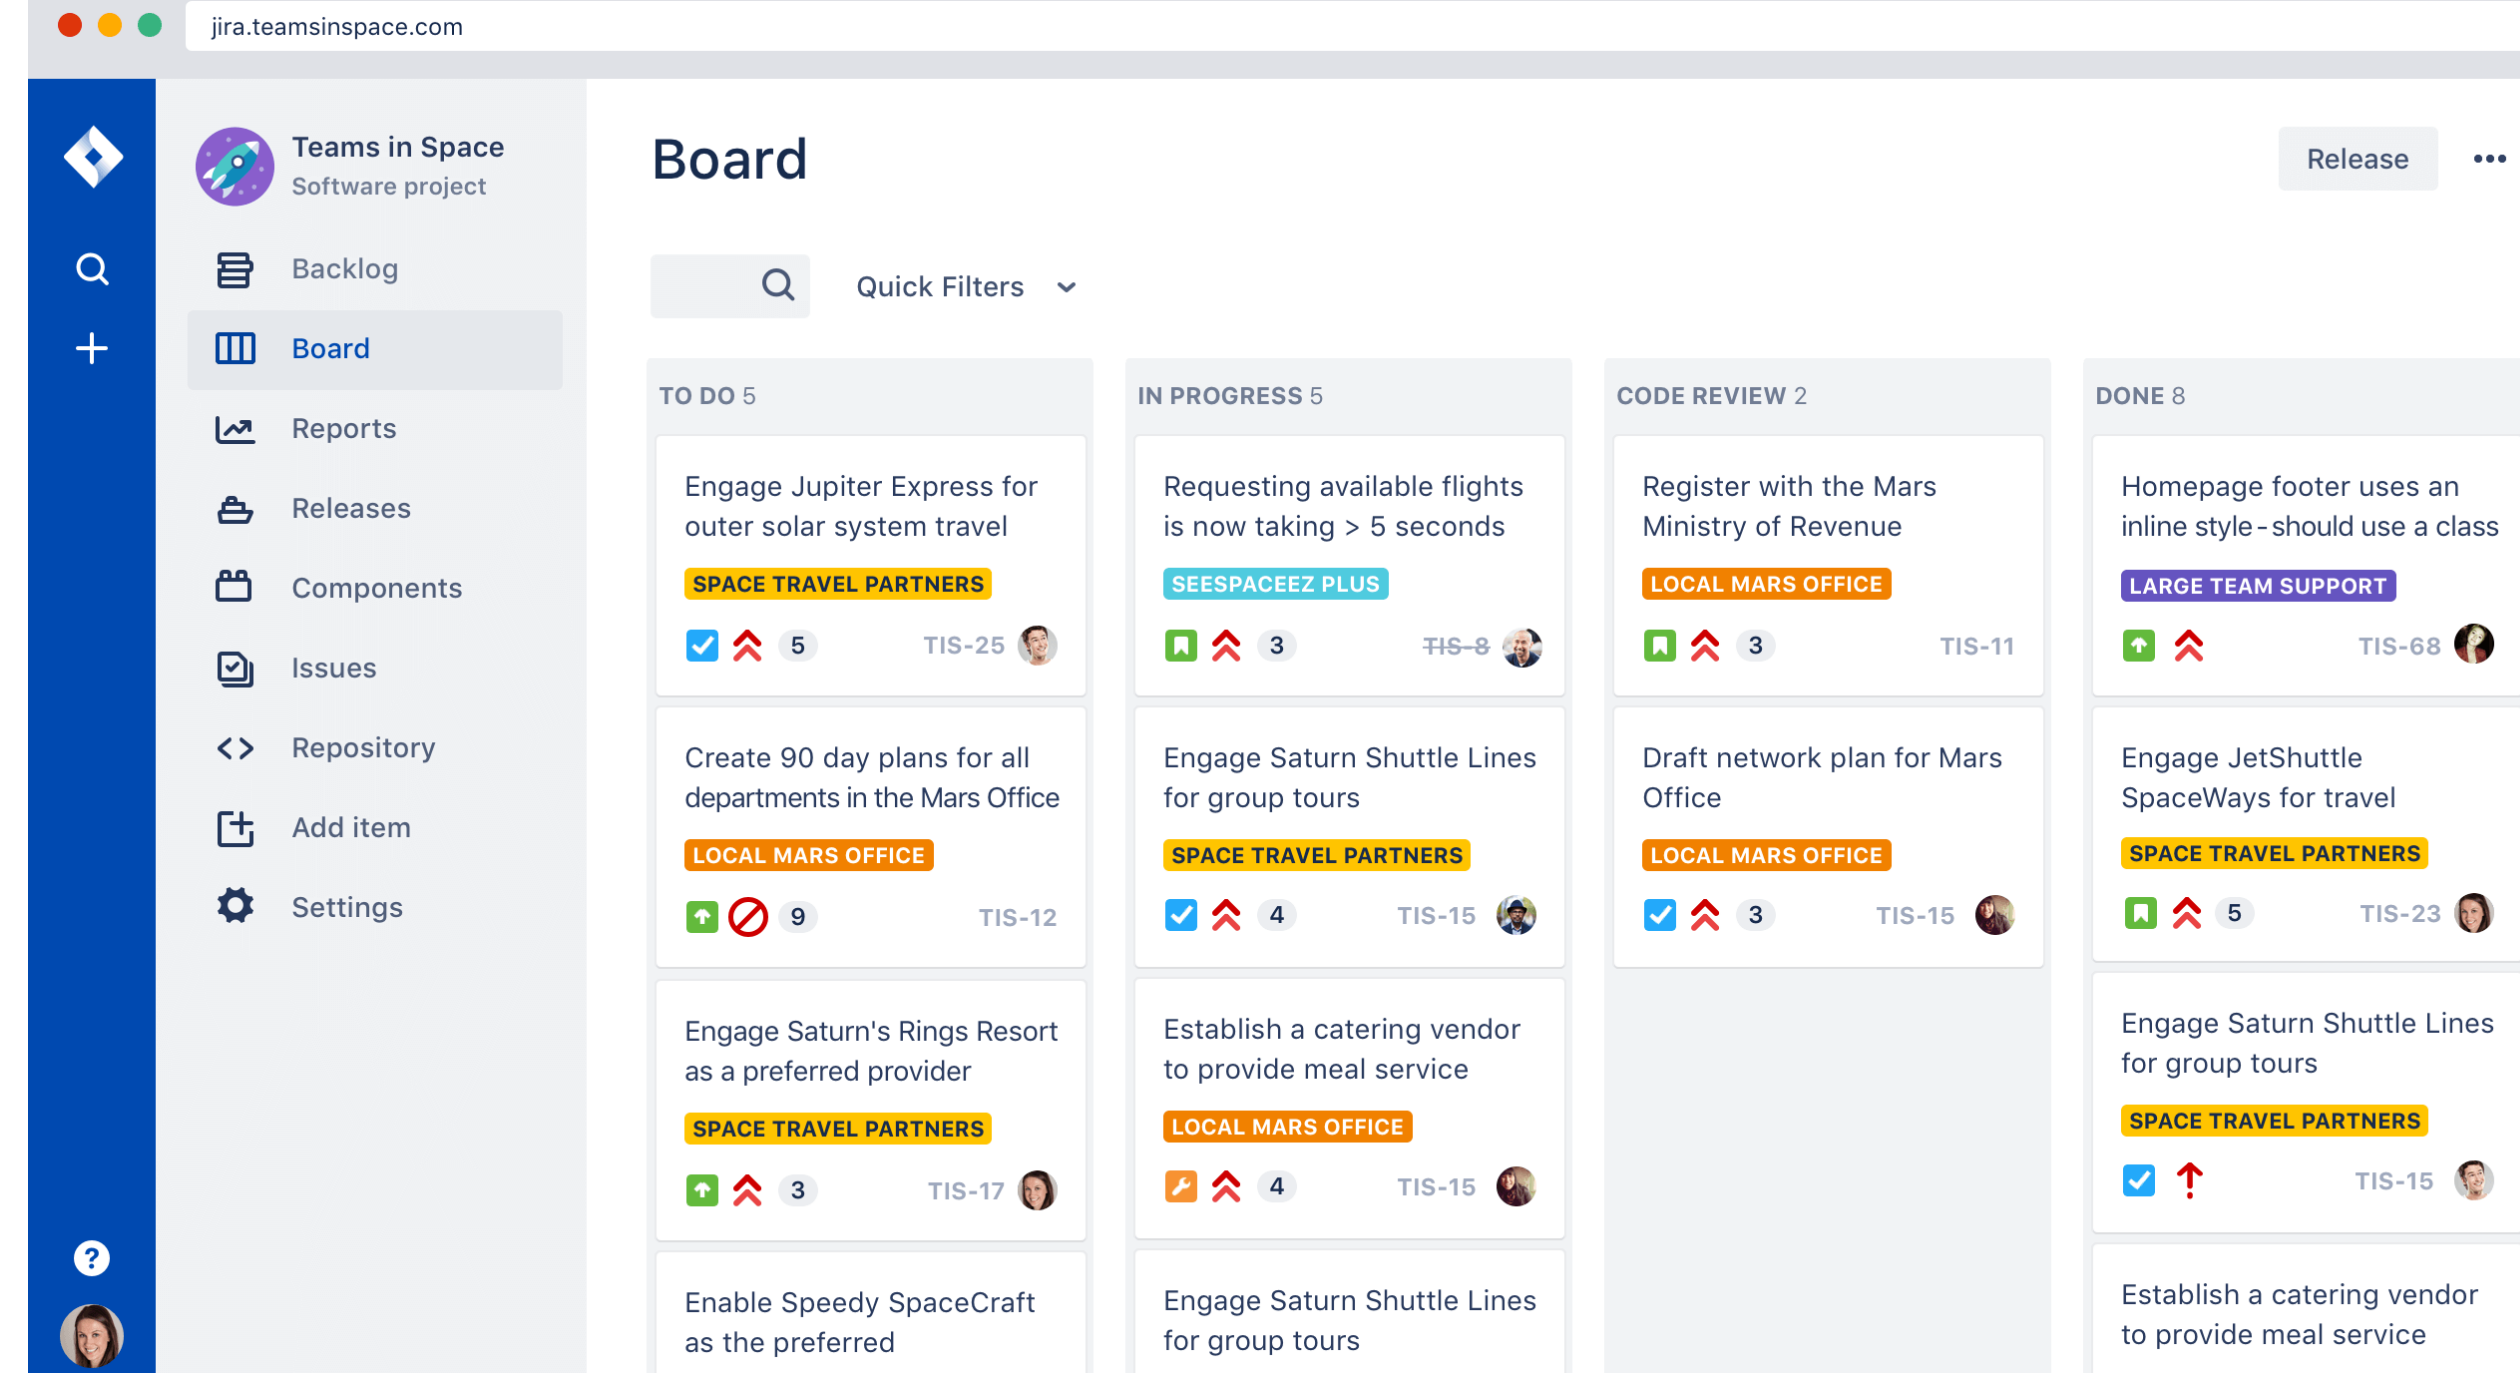 jira.teamsinspace.com
Teams in Space
Software project
Backlog
Board
Reports
Releases
Components
Issues
Repository
Add item
Settings
?
Board
Release
Quick Filters
TO DO 5
Engage Jupiter Express for
outer solar system travel
SPACE TRAVEL PARTNERS
5 TIS-25
Create 90 day plans for all
departments in the Mars Office
LOCAL MARS OFFICE
9 TIS-12
Engage Saturn's Rings Resort
as a preferred provider
SPACE TRAVEL PARTNERS
3 TIS-17
Enable Speedy SpaceCraft
as the preferred
IN PROGRESS 5
Requesting available flights
is now taking > 5 seconds
SEESPACEEZ PLUS
3 TIS-8
Engage Saturn Shuttle Lines
for group tours
SPACE TRAVEL PARTNERS
4 TIS-15
Establish a catering vendor
to provide meal service
LOCAL MARS OFFICE
4 TIS-15
Engage Saturn Shuttle Lines
for group tours
CODE REVIEW 2
Register with the Mars
Ministry of Revenue
LOCAL MARS OFFICE
3 TIS-11
Draft network plan for Mars
Office
LOCAL MARS OFFICE
3 TIS-15
DONE 8
Homepage footer uses an
inline style-should use a class
LARGE TEAM SUPPORT
TIS-68
Engage JetShuttle
SpaceWays for travel
SPACE TRAVEL PARTNERS
5 TIS-23
Engage Saturn Shuttle Lines
for group tours
SPACE TRAVEL PARTNERS
TIS-15
Establish a catering vendor
to provide meal service